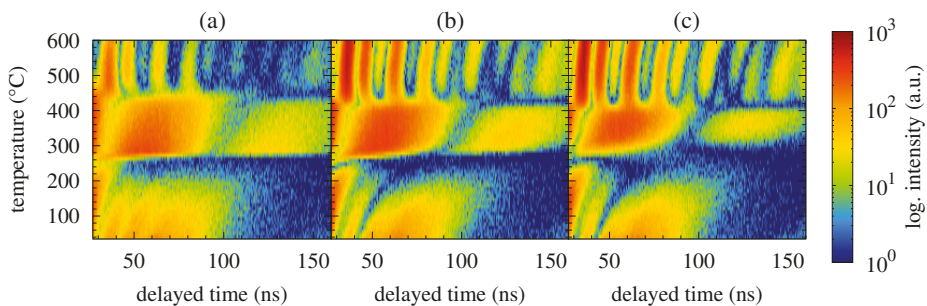 (a) (b) (c)
600
500
400
300
200
100
temperature (°C)
50 100 150 50 100 150 50 100 150
delayed time (ns) delayed time (ns) delayed time (ns)
10³
10²
10¹
10⁰
log. intensity (a.u.)